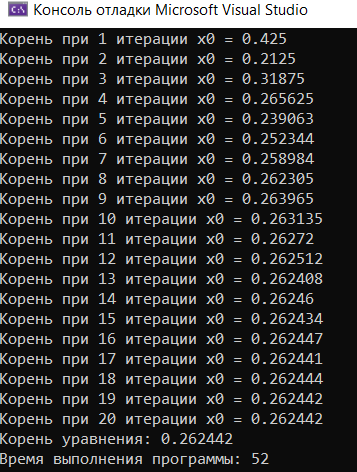 C:\ Консоль отладки Microsoft Visual Studio
Корень при 1 итерации x0 = 0.425
Корень при 2 итерации x0 = 0.2125
Корень при 3 итерации x0 = 0.31875
Корень при 4 итерации x0 = 0.265625
Корень при 5 итерации x0 = 0.239063
Корень при 6 итерации x0 = 0.252344
Корень при 7 итерации x0 = 0.258984
Корень при 8 итерации x0 = 0.262305
Корень при 9 итерации x0 = 0.263965
Корень при 10 итерации x0 = 0.263135
Корень при 11 итерации x0 = 0.26272
Корень при 12 итерации x0 = 0.262512
Корень при 13 итерации x0 = 0.262408
Корень при 14 итерации x0 = 0.26246
Корень при 15 итерации x0 = 0.262434
Корень при 16 итерации x0 = 0.262447
Корень при 17 итерации x0 = 0.262441
Корень при 18 итерации x0 = 0.262444
Корень при 19 итерации x0 = 0.262442
Корень при 20 итерации x0 = 0.262442
Корень уравнения: 0.262442
Время выполнения программы: 52